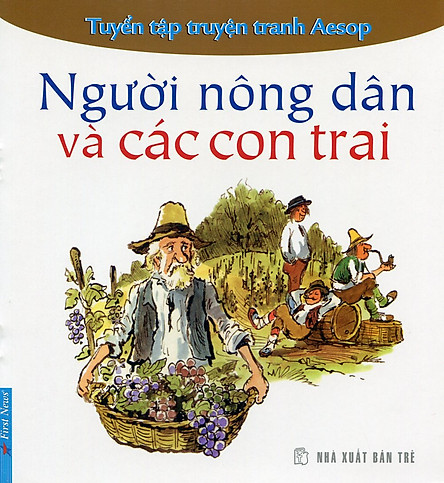 Tuyển tập truyện tranh Aesop
Người nông dân
và các con trai
First News
NHÀ XUẤT BẢN TRẺ